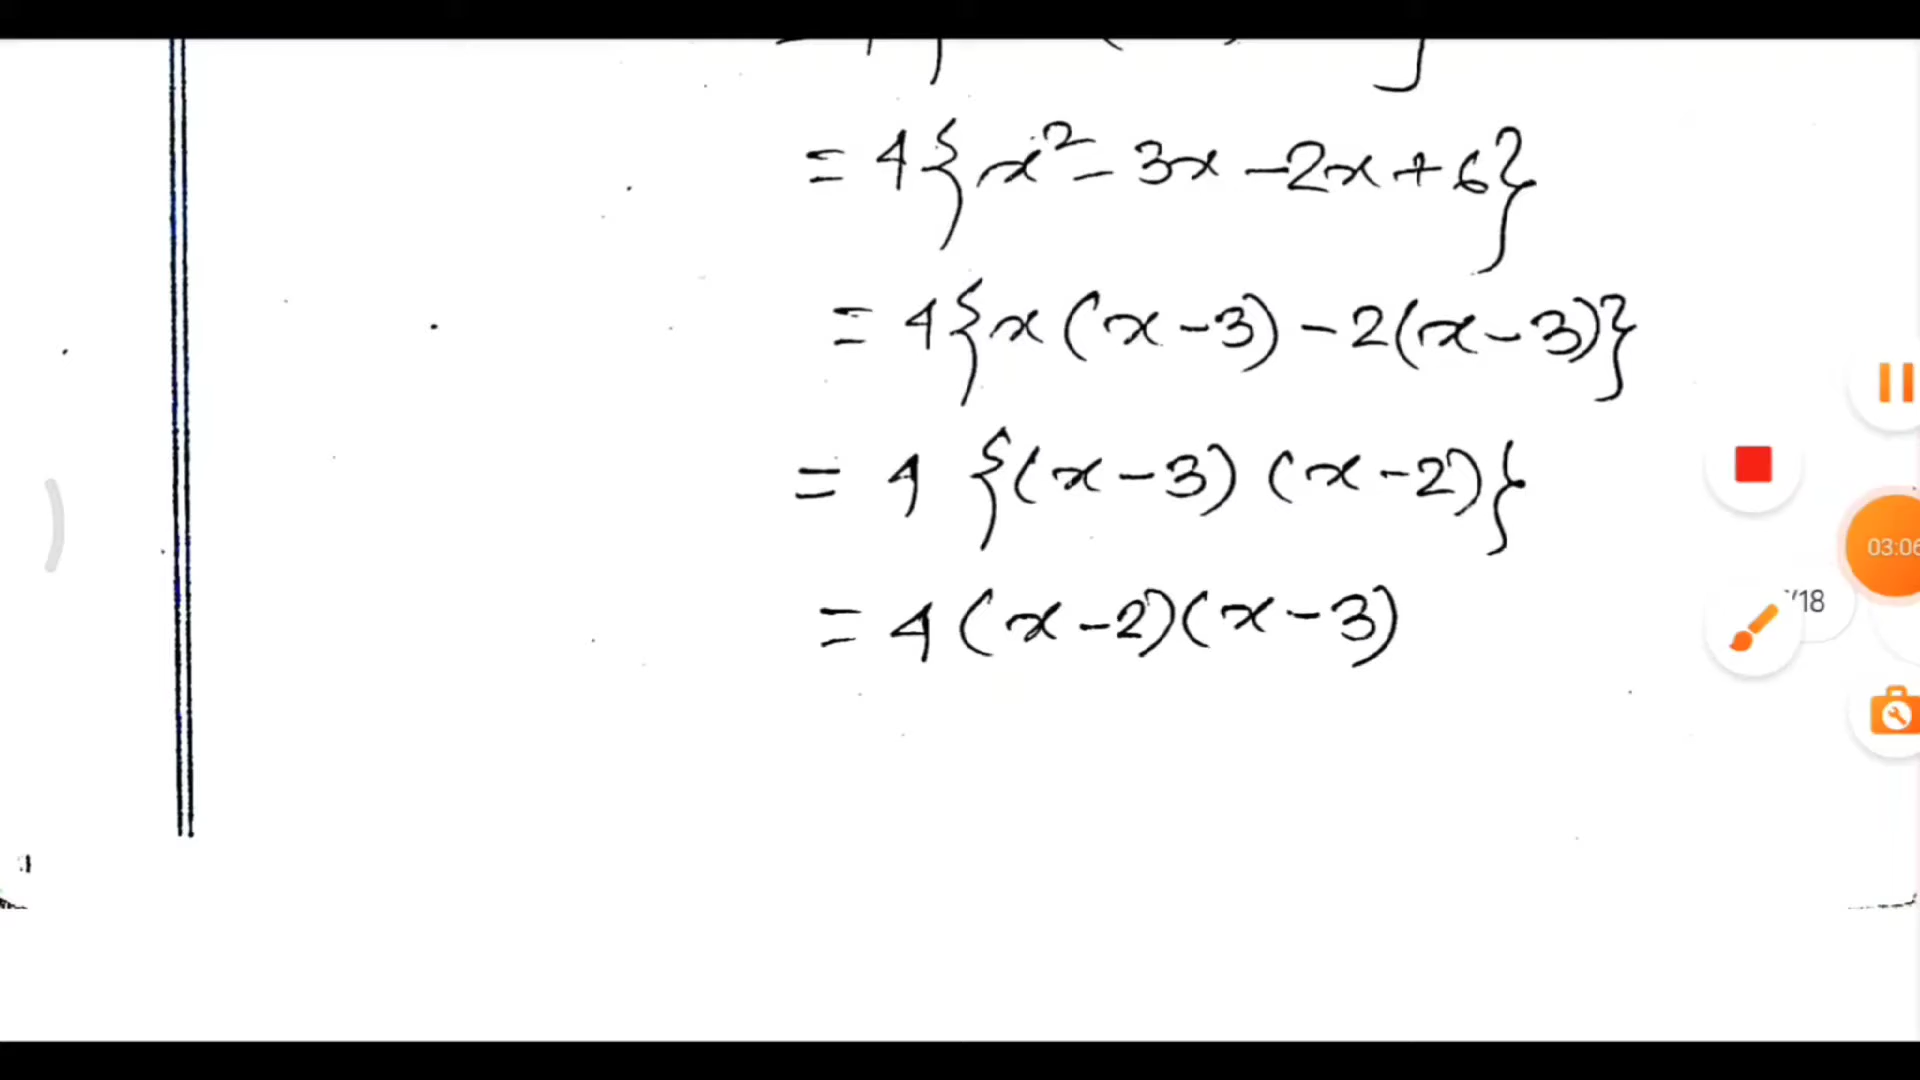 = 4{x² - 3x - 2x + 6}
= 4{x(x-3) - 2(x-3)}
= 4 {(x-3) (x-2)}
= 4(x-2)(x-3)
03:06
/18